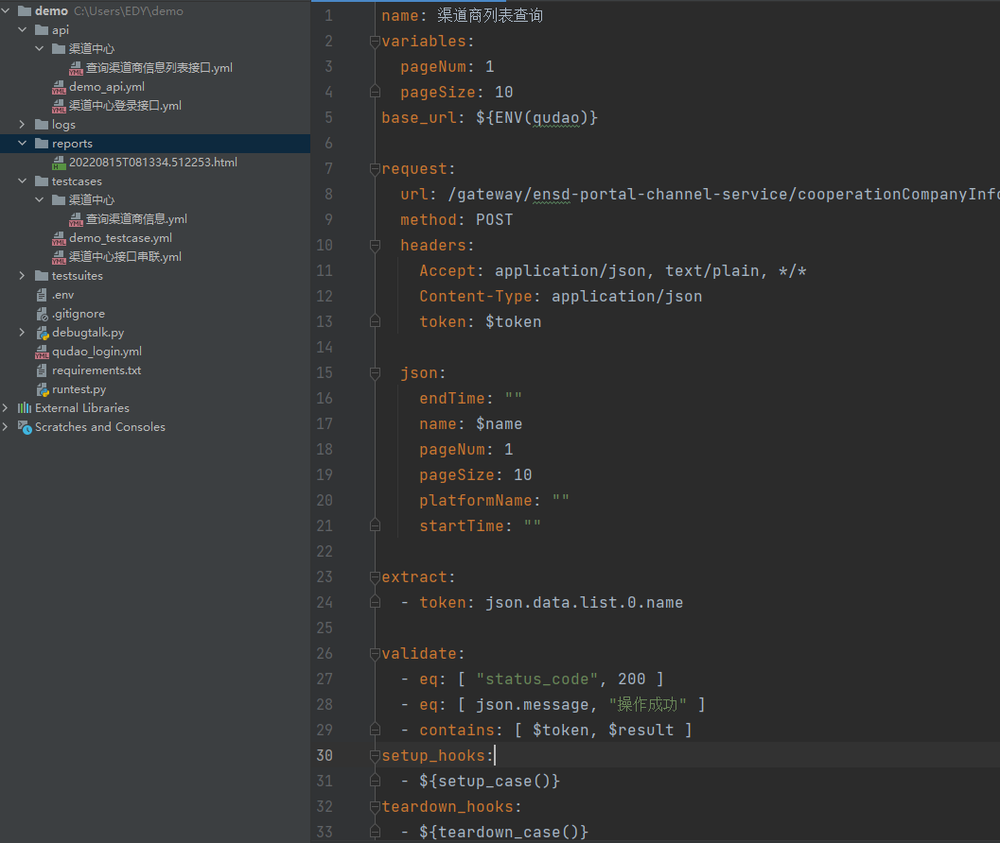 demo C:\Users\EDY\demo
api
渠道中心
查询渠道商信息列表接口.yml
demo_api.yml
渠道中心登录接口.yml
logs
reports
20220815T081334.512253.html
testcases
渠道中心
查询渠道商信息.yml
demo_testcase.yml
渠道中心接口串联.yml
testsuites
.env
.gitignore
debugtalk.py
qudao_login.yml
requirements.txt
runtest.py
External Libraries
Scratches and Consoles
1 name: 渠道商列表查询
2 variables:
3 pageNum: 1
4 pageSize: 10
5 base_url: ${ENV(qudao)}
6
7 request:
8 url: /gateway/ensd-portal-channel-service/cooperationCompanyInfo
9 method: POST
10 headers:
11 Accept: application/json, text/plain, */*
12 Content-Type: application/json
13 token: $token
14
15 json:
16 endTime: ""
17 name: $name
18 pageNum: 1
19 pageSize: 10
20 platformName: ""
21 startTime: ""
22
23 extract:
24 - token: json.data.list.0.name
25
26 validate:
27 - eq: [ "status_code", 200 ]
28 - eq: [ json.message, "操作成功" ]
29 - contains: [ $token, $result ]
30 setup_hooks:
31 - ${setup_case()}
32 teardown_hooks:
33 - ${teardown_case()}